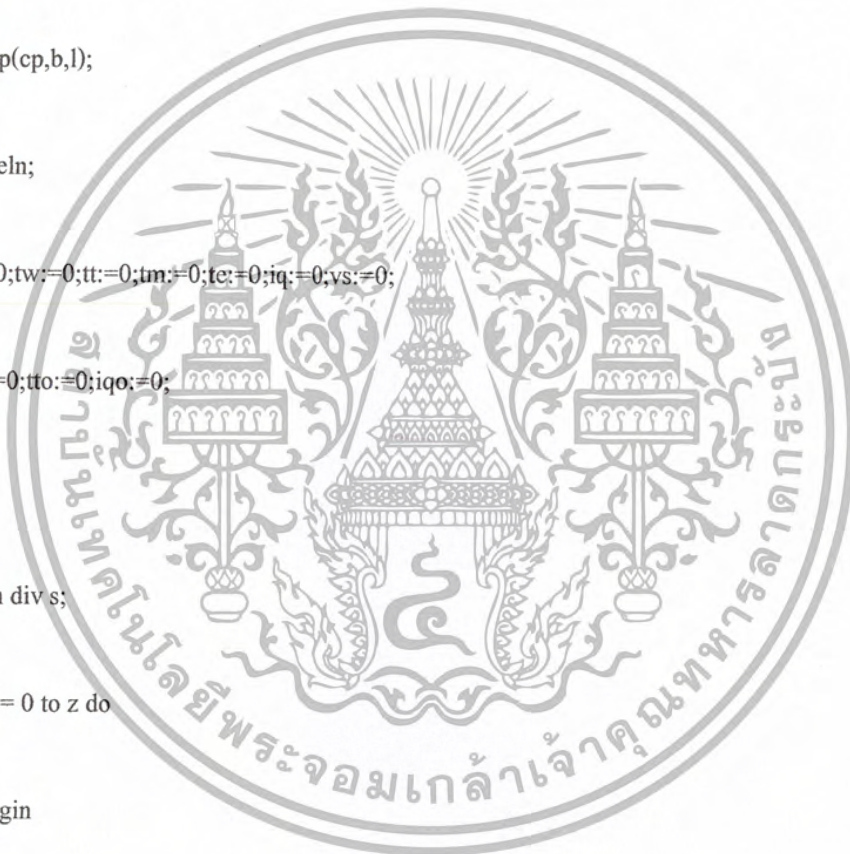 p(cp,b,l);
eln;
0;tw:=0;tt:=0;tm:=0;te:=0;iq:=0;vs:=0;
=0;tto:=0;iqo:=0;
n div s;
= 0 to z do
gin
สถาบันเทคโนโลยีพระจอมเกล้าเจ้าคุณทหารลาดกระบัง